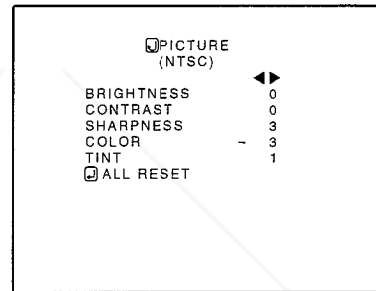 PICTURE
(NTSC)
◀▶
BRIGHTNESS 0
CONTRAST 0
SHARPNESS 3
COLOR - 3
TINT 1
ALL RESET